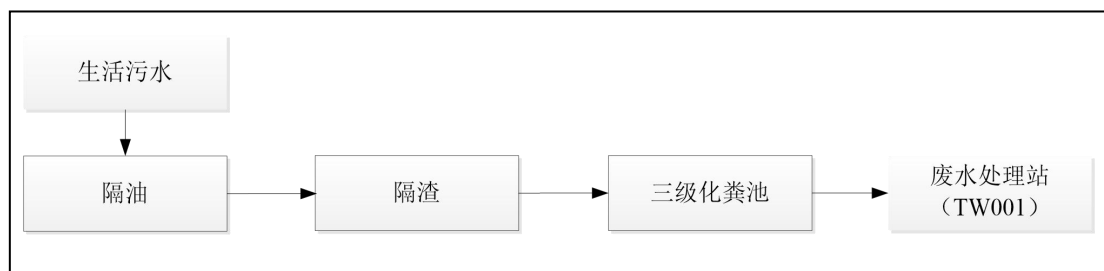 生活污水
隔油
隔渣
三级化粪池
废水处理站
（TW001）